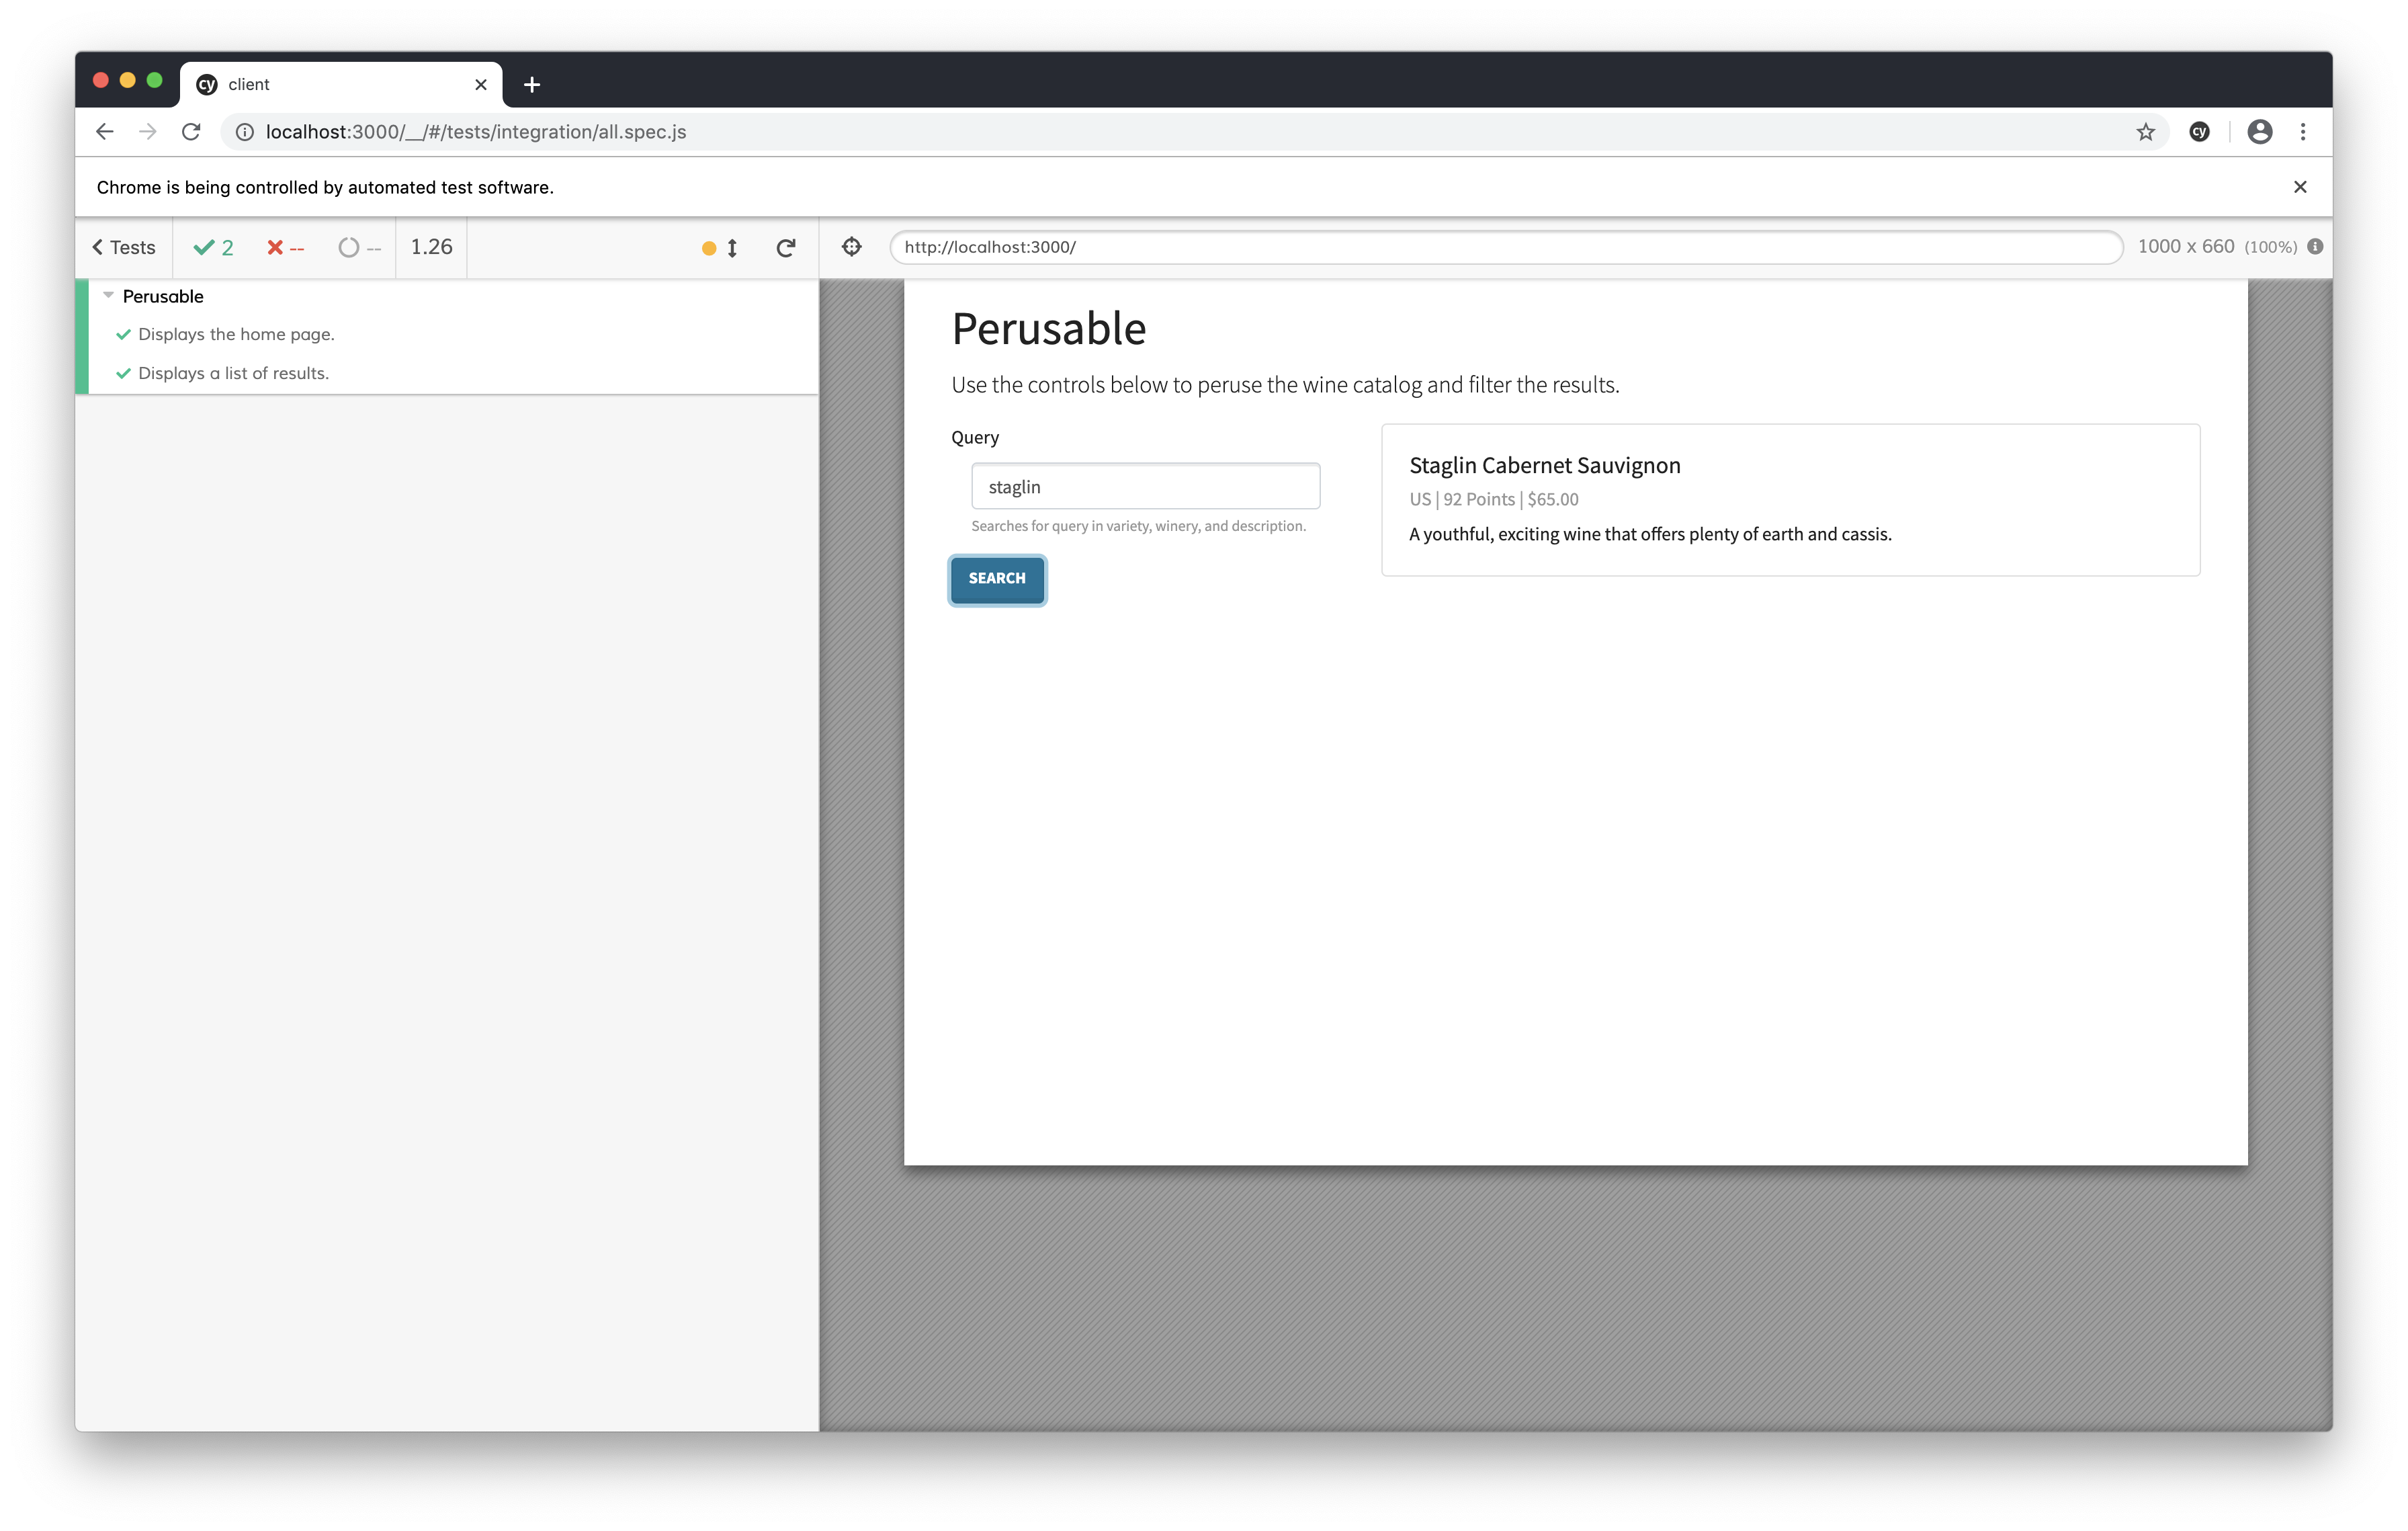 cy client
localhost:3000/__/#/tests/integration/all.spec.js
cy
Chrome is being controlled by automated test software.
Tests 2 -- -- 1.26
http://localhost:3000/ 1000 x 660 (100%)
Perusable
Displays the home page.
Displays a list of results.
Perusable
Use the controls below to peruse the wine catalog and filter the results.
Query
staglin
Searches for query in variety, winery, and description.
SEARCH
Staglin Cabernet Sauvignon
US | 92 Points | $65.00
A youthful, exciting wine that offers plenty of earth and cassis.